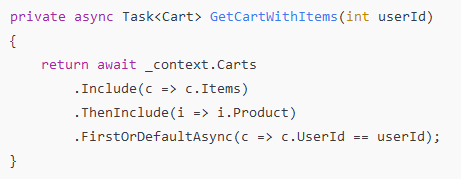 private async Task<Cart> GetCartWithItems(int userId)
{
    return await _context.Carts
        .Include(c => c.Items)
        .ThenInclude(i => i.Product)
        .FirstOrDefaultAsync(c => c.UserId == userId);
}